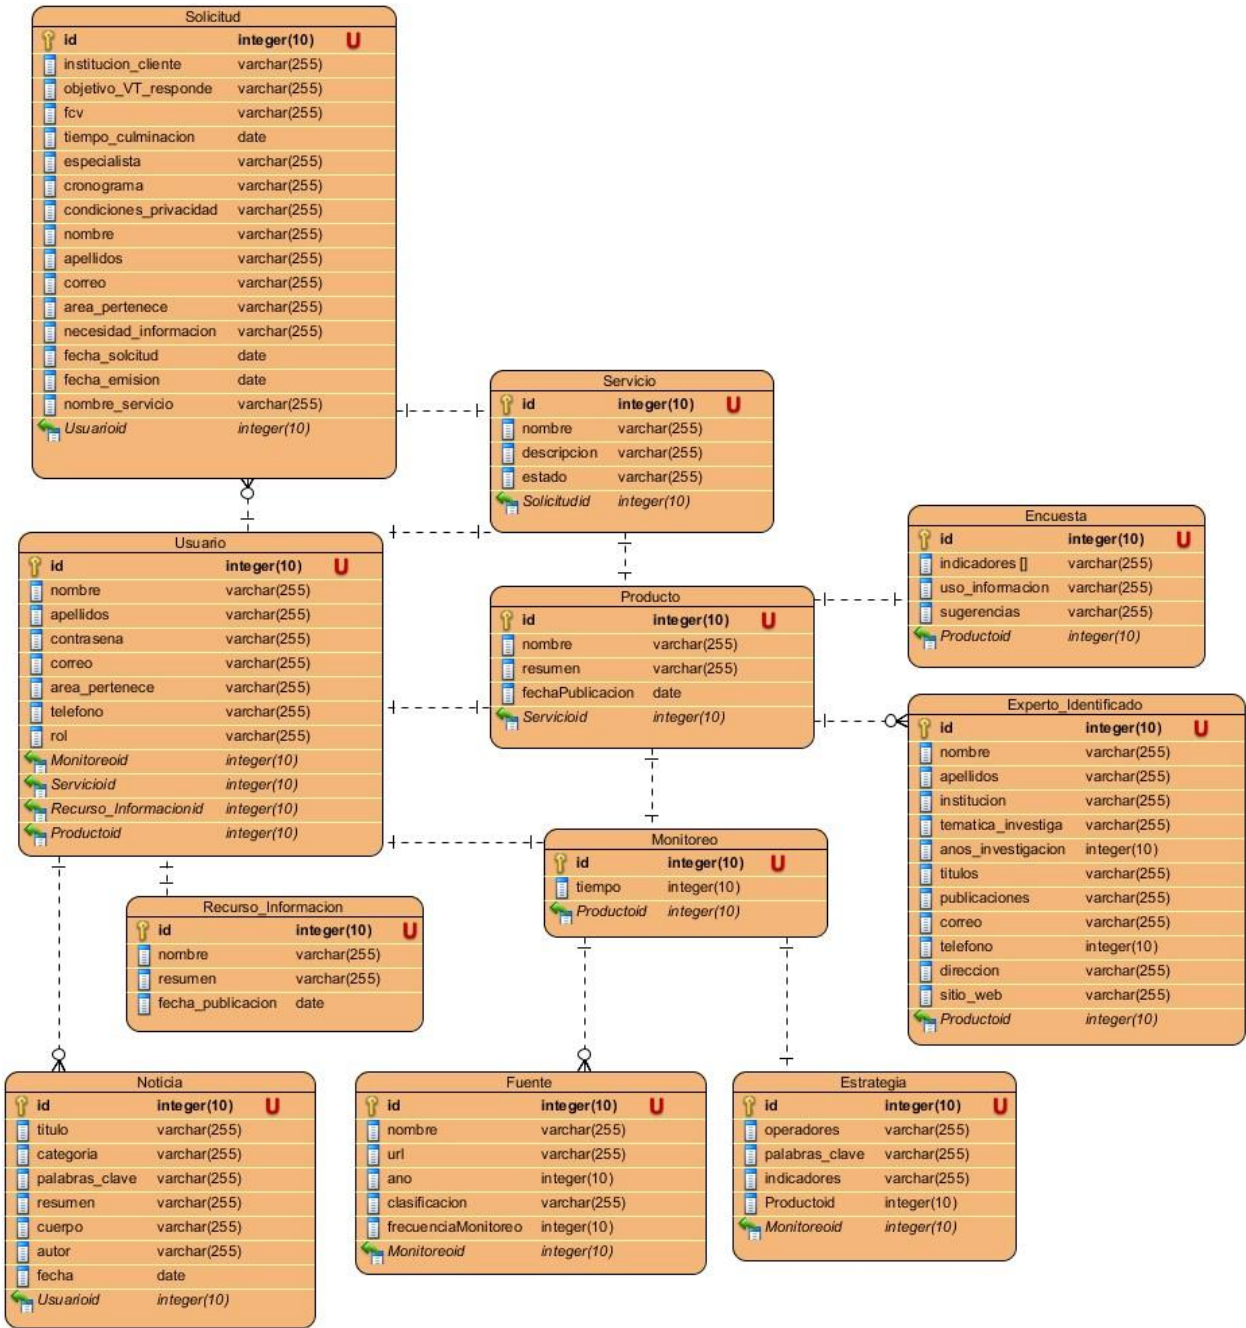 Solicitud
id integer(10) U
institucion_cliente varchar(255)
objetivo_VT_responde varchar(255)
fcv varchar(255)
tiempo_culminacion date
especialista varchar(255)
cronograma varchar(255)
condiciones_privacidad varchar(255)
nombre varchar(255)
apellidos varchar(255)
correo varchar(255)
area_pertenece varchar(255)
necesidad_informacion varchar(255)
fecha_solcitud date
fecha_emision date
nombre_servicio varchar(255)
Usuarioid integer(10)
Servicio
id integer(10) U
nombre varchar(255)
descripcion varchar(255)
estado varchar(255)
Solicitudid integer(10)
Usuario
id integer(10) U
nombre varchar(255)
apellidos varchar(255)
contrasena varchar(255)
correo varchar(255)
area_pertenece varchar(255)
telefono varchar(255)
rol varchar(255)
Monitoreoid integer(10)
Servicioid integer(10)
Recurso_Informacionid integer(10)
Productoid integer(10)
Producto
id integer(10) U
nombre varchar(255)
resumen varchar(255)
fechaPublicacion date
Servicioid integer(10)
Encuesta
id integer(10) U
indicadores [] varchar(255)
uso_informacion varchar(255)
sugerencias varchar(255)
Productoid integer(10)
Experto_Identificado
id integer(10) U
nombre varchar(255)
apellidos varchar(255)
institucion varchar(255)
tematica_investiga varchar(255)
anos_investigacion integer(10)
titulos varchar(255)
publicaciones varchar(255)
correo varchar(255)
telefono integer(10)
direccion varchar(255)
sitio_web varchar(255)
Productoid integer(10)
Monitoreo
id integer(10) U
tiempo integer(10)
Productoid integer(10)
Recurso_Informacion
id integer(10) U
nombre varchar(255)
resumen varchar(255)
fecha_publicacion date
Noticia
id integer(10) U
titulo varchar(255)
categoria varchar(255)
palabras_clave varchar(255)
resumen varchar(255)
cuerpo varchar(255)
autor varchar(255)
fecha date
Usuarioid integer(10)
Fuente
id integer(10) U
nombre varchar(255)
url varchar(255)
ano integer(10)
clasificacion varchar(255)
frecuenciaMonitoreo integer(10)
Monitoreoid integer(10)
Estrategia
id integer(10) U
operadores varchar(255)
palabras_clave varchar(255)
indicadores varchar(255)
Productoid integer(10)
Monitoreoid integer(10)